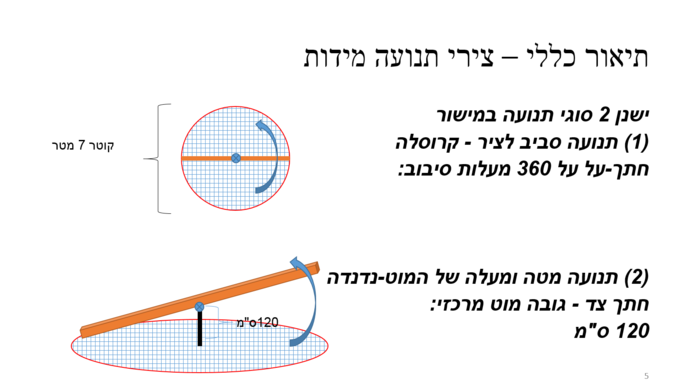 תיאור כללי – צירי תנועה מידות
ישנן 2 סוגי תנועה במישור
(1) תנועה סביב לציר - קרוסלה
חתך-על על 360 מעלות סיבוב:
קוטר 7 מטר
(2) תנועה מטה ומעלה של המוט-נדנדה
חתך צד - גובה מוט מרכזי:
120 ס"מ
120ס"מ
5